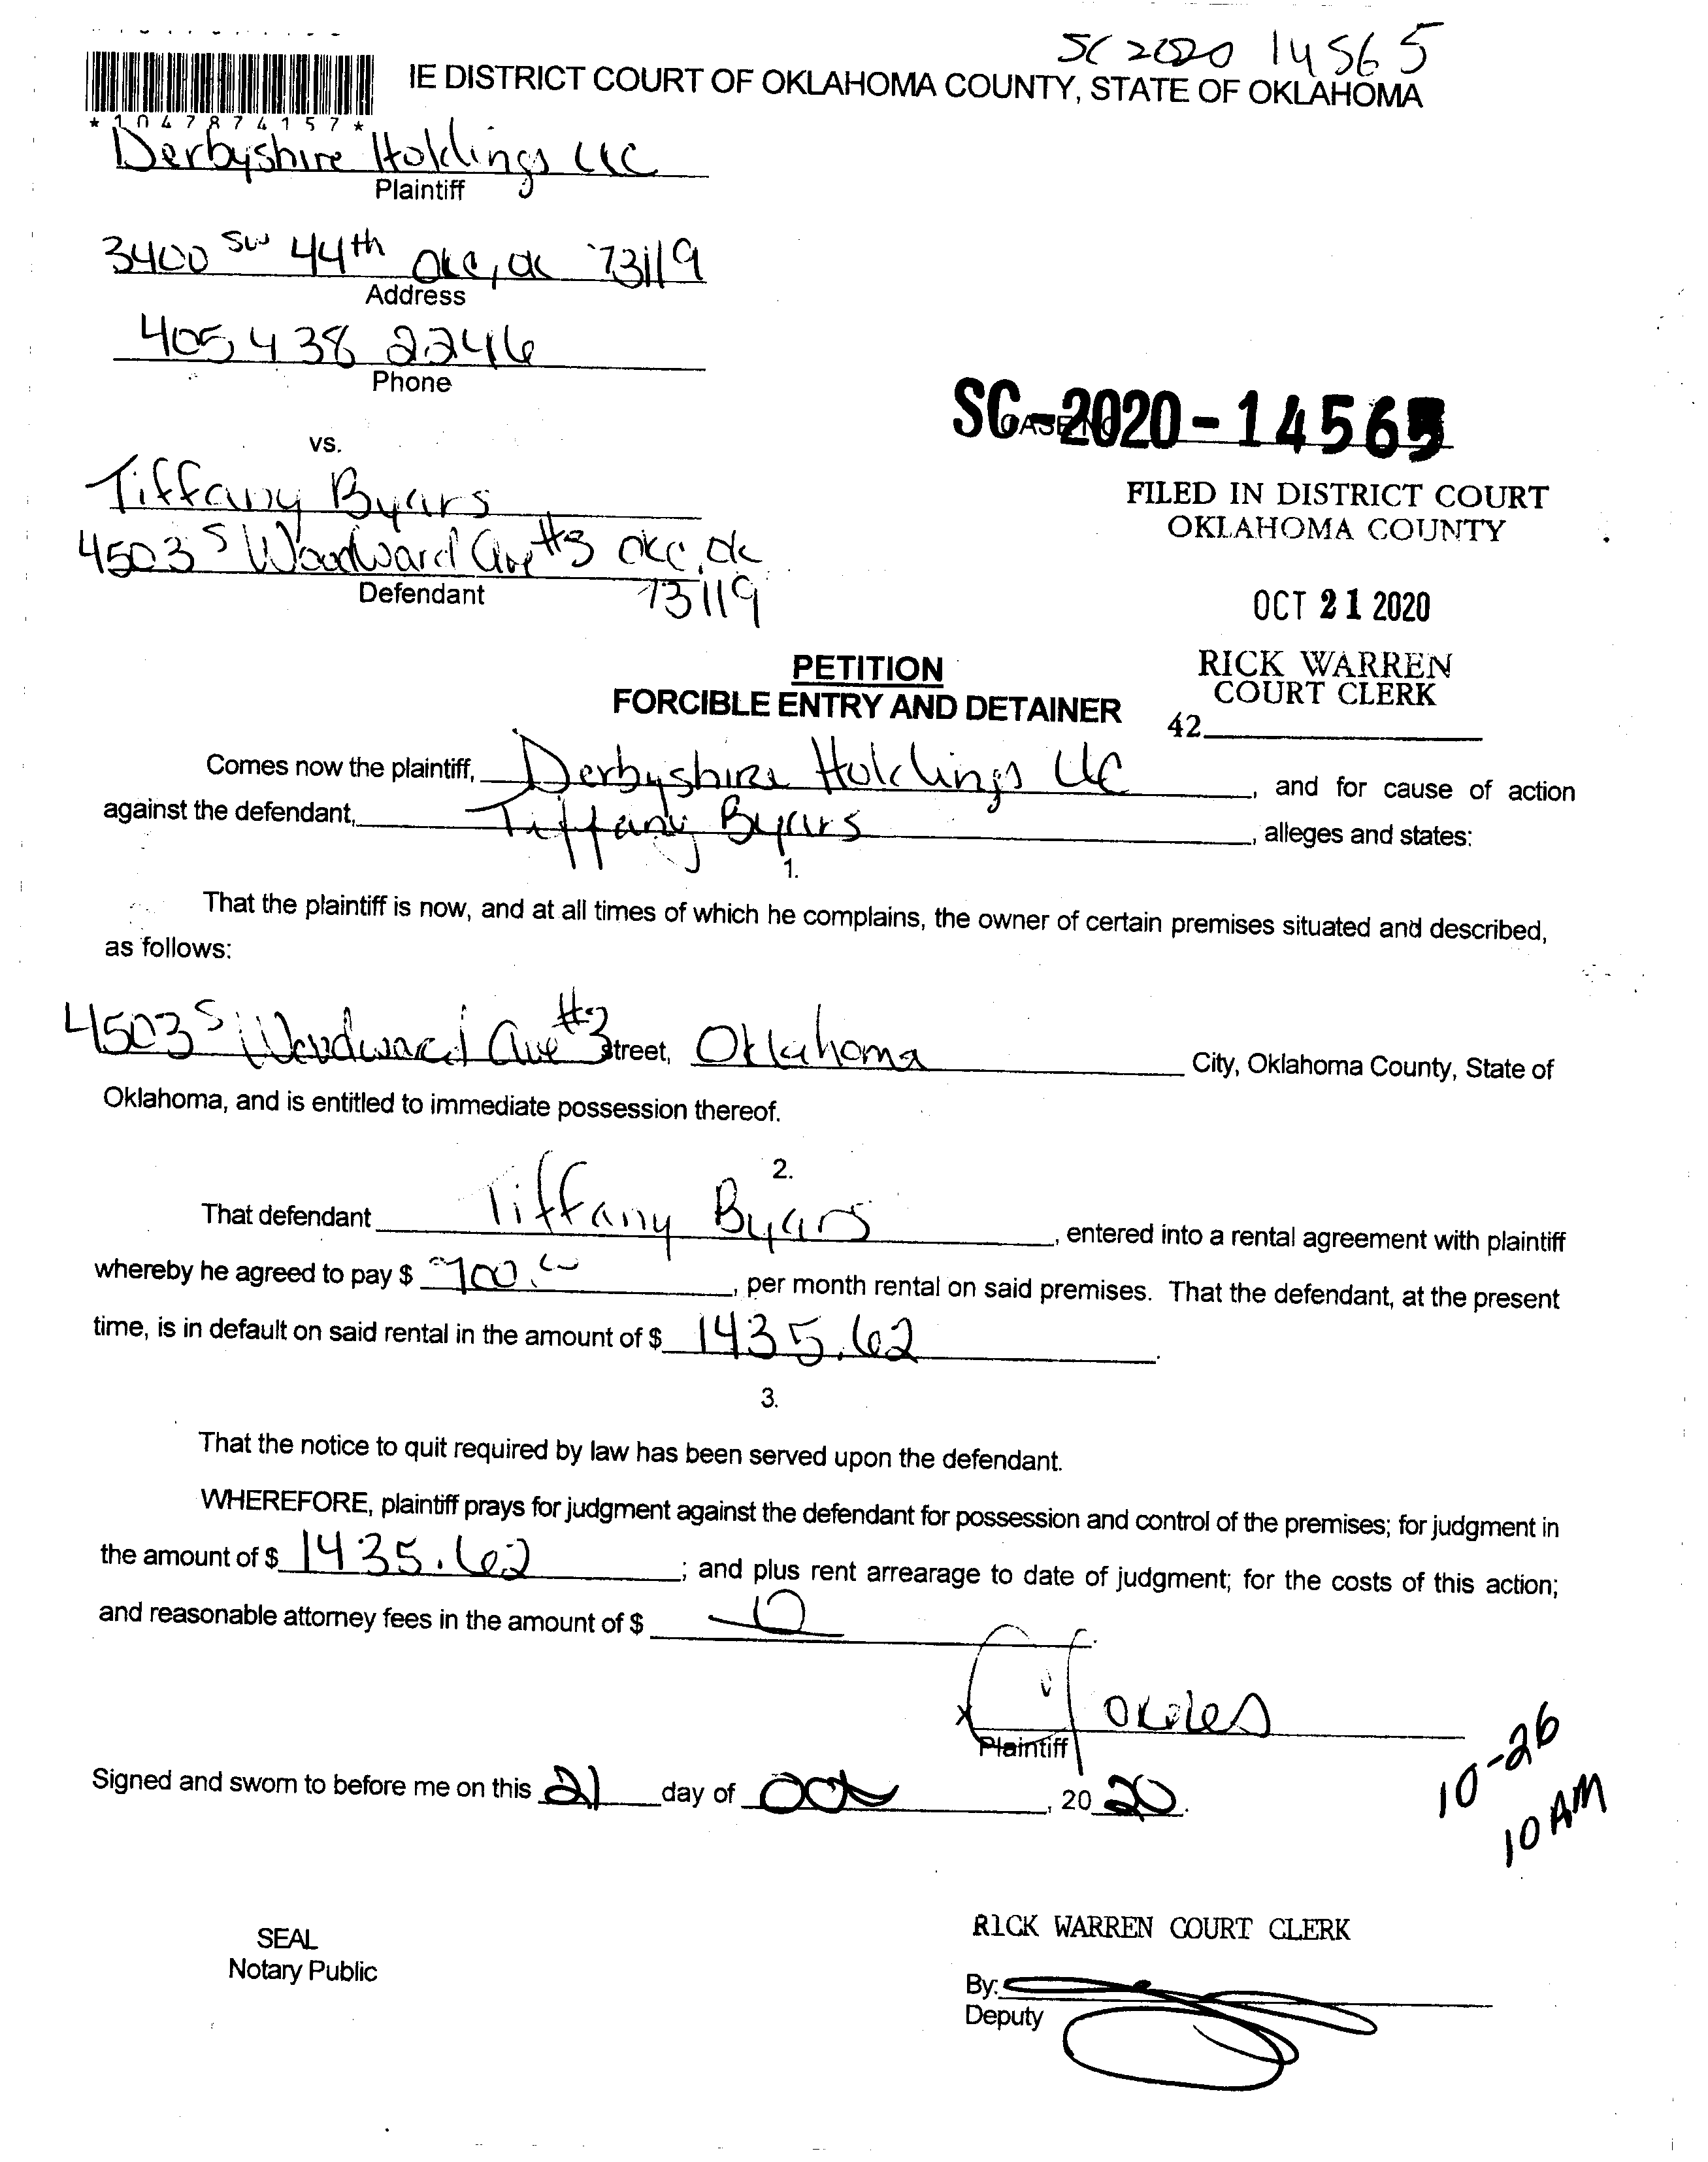 SC 2020 14565
IE DISTRICT COURT OF OKLAHOMA COUNTY, STATE OF OKLAHOMA
*1047874157*
Derbyshire Holdings LLC
Plaintiff
3400 SW 44th OKC, OK 73119
Address
405 438 2246
Phone
SC-2020-14565
CASE NO
vs.
Tiffany Byars
4503 S Woodward Ave #3 OKC, OK
73119
Defendant
FILED IN DISTRICT COURT
OKLAHOMA COUNTY
OCT 21 2020
RICK WARREN
COURT CLERK
42
PETITION
FORCIBLE ENTRY AND DETAINER
Comes now the plaintiff, Derbyshire Holdings LLC, and for cause of action
against the defendant, Tiffany Byars, alleges and states:
1.
That the plaintiff is now, and at all times of which he complains, the owner of certain premises situated and described,
as follows:
4503 S Woodward Ave #3 Street, Oklahoma City, Oklahoma County, State of
Oklahoma, and is entitled to immediate possession thereof.
2.
That defendant Tiffany Byars, entered into a rental agreement with plaintiff
whereby he agreed to pay $ 700.00, per month rental on said premises. That the defendant, at the present
time, is in default on said rental in the amount of $ 1435.62.
3.
That the notice to quit required by law has been served upon the defendant.
WHEREFORE, plaintiff prays for judgment against the defendant for possession and control of the premises; for judgment in
the amount of $ 1435.62; and plus rent arrearage to date of judgment; for the costs of this action;
and reasonable attorney fees in the amount of $ 0
X
Plaintiff
Signed and sworn to before me on this 21 day of Oct, 2020.
10-26
10 AM
SEAL
Notary Public
RICK WARREN COURT CLERK
By:
Deputy